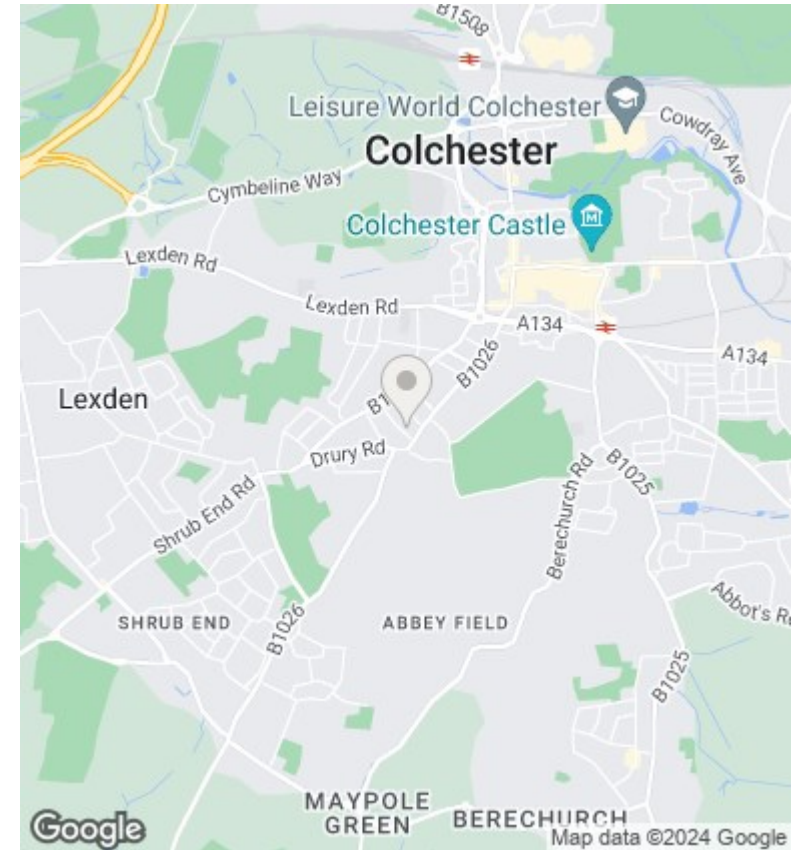 B1508
Leisure World Colchester
Colchester
Cowdray Ave
Cymbeline Way
Colchester Castle
M
Lexden Rd
Lexden Rd
A134
A134
B1026
Lexden
Drury Rd
B1025
Shrub End Rd
Berechurch Rd
SHRUB END
B1026
ABBEY FIELD
B1025
MAYPOLE
GREEN
BERECHURCH
Google
Map data ©2024 Google